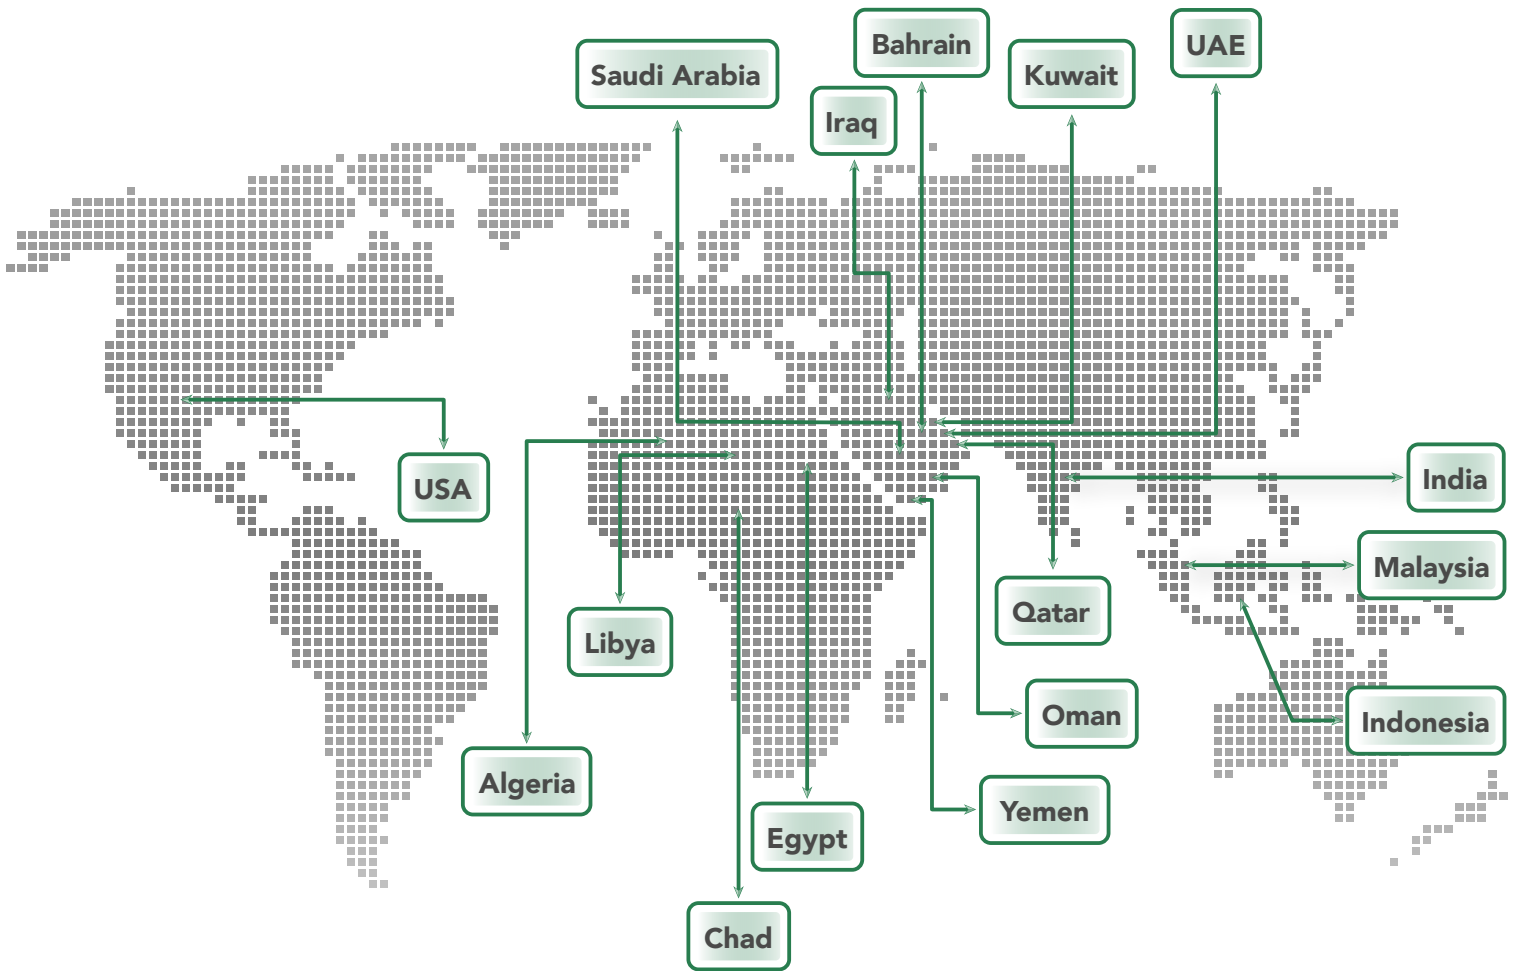 Bahrain
UAE
Saudi Arabia
Kuwait
Iraq
USA
India
Malaysia
Qatar
Libya
Oman
Indonesia
Algeria
Yemen
Egypt
Chad